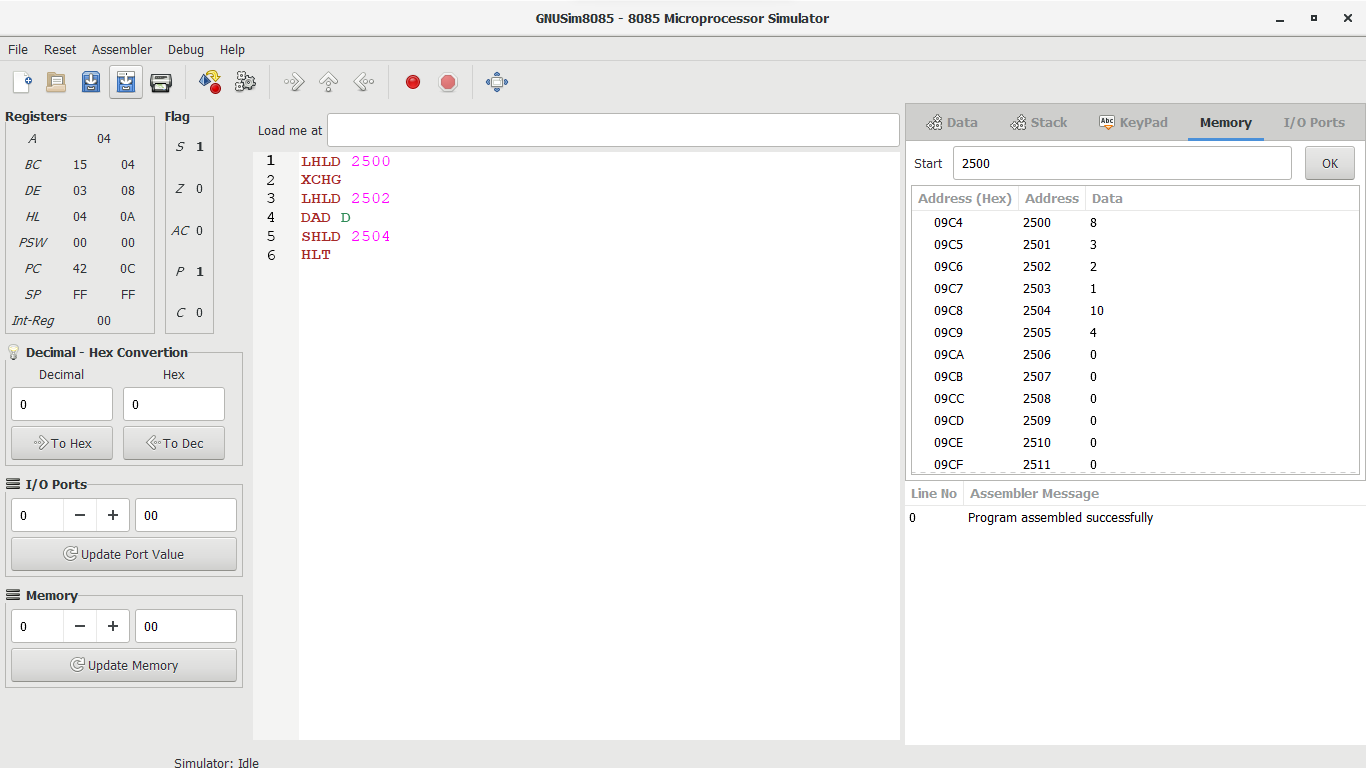 GNUSim8085 - 8085 Microprocessor Simulator
File Reset Assembler Debug Help
Registers
A 04
BC 15 04
DE 03 08
HL 04 0A
PSW 00 00
PC 42 0C
SP FF FF
Int-Reg 00
Flag
S 1
Z 0
AC 0
P 1
C 0
Decimal - Hex Convertion
Decimal Hex
0 0
To Hex To Dec
I/O Ports
0 − + 00
Update Port Value
Memory
0 − + 00
Update Memory
Load me at
1 LHLD 2500
2 XCHG
3 LHLD 2502
4 DAD D
5 SHLD 2504
6 HLT
Data Stack Abc KeyPad Memory I/O Ports
Start 2500 OK
Address (Hex) Address Data
09C4 2500 8
09C5 2501 3
09C6 2502 2
09C7 2503 1
09C8 2504 10
09C9 2505 4
09CA 2506 0
09CB 2507 0
09CC 2508 0
09CD 2509 0
09CE 2510 0
09CF 2511 0
Line No Assembler Message
0 Program assembled successfully
Simulator: Idle